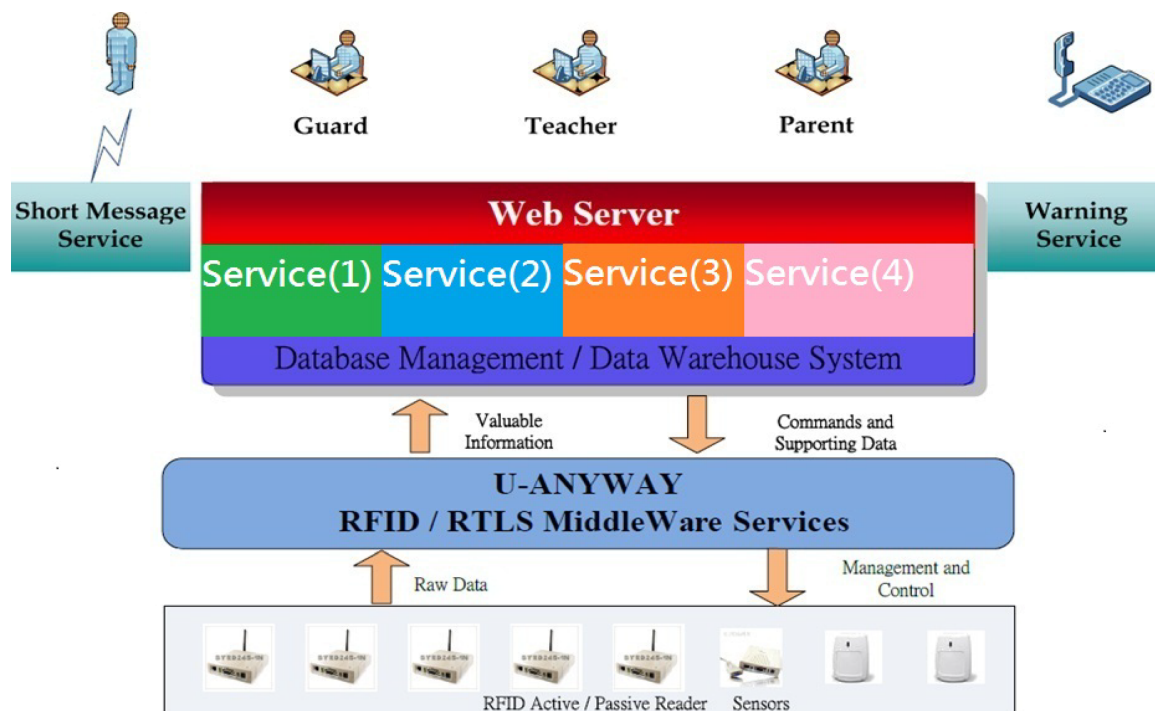 Guard
Teacher
Parent
Short Message
Service
Web Server
Warning
Service
Service(1)
Service(2)
Service(3)
Service(4)
Database Management / Data Warehouse System
Valuable
Information
Commands and
Supporting Data
U-ANYWAY
RFID / RTLS MiddleWare Services
Raw Data
Management and
Control
RFID Active / Passive Reader
Sensors